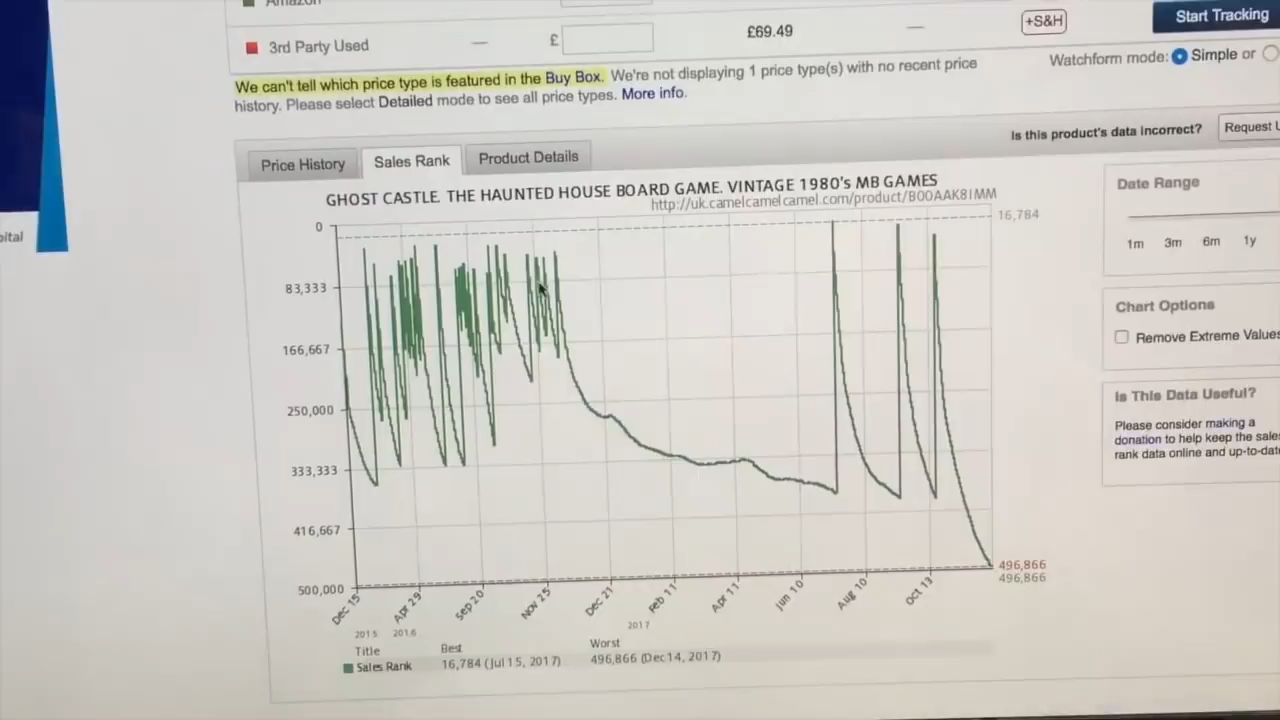 Amazon
3rd Party Used — £ £69.49 — +S&H Start Tracking
We can't tell which price type is featured in the Buy Box. We're not displaying 1 price type(s) with no recent price
history. Please select Detailed mode to see all price types. More info.
Watchform mode: Simple or
Is this product's data incorrect? Request
Price History Sales Rank Product Details
GHOST CASTLE. THE HAUNTED HOUSE BOARD GAME. VINTAGE 1980's MB GAMES
http://uk.camelcamelcamel.com/product/B00AAK8IMM
0
83,333
166,667
250,000
333,333
416,667
500,000
16,784
496,866
496,866
Dec 15 Apr 29 Sep 20 Nov 25 Dec 21 Feb 11 Apr 11 Jun 10 Aug 10 Oct 13
2015 2016 2017
Title Best Worst
Sales Rank 16,784 (Jul 15, 2017) 496,866 (Dec 14, 2017)
Date Range
1m 3m 6m 1y
Chart Options
Remove Extreme Values
Is This Data Useful?
Please consider making a
donation to help keep the sales
rank data online and up-to-date